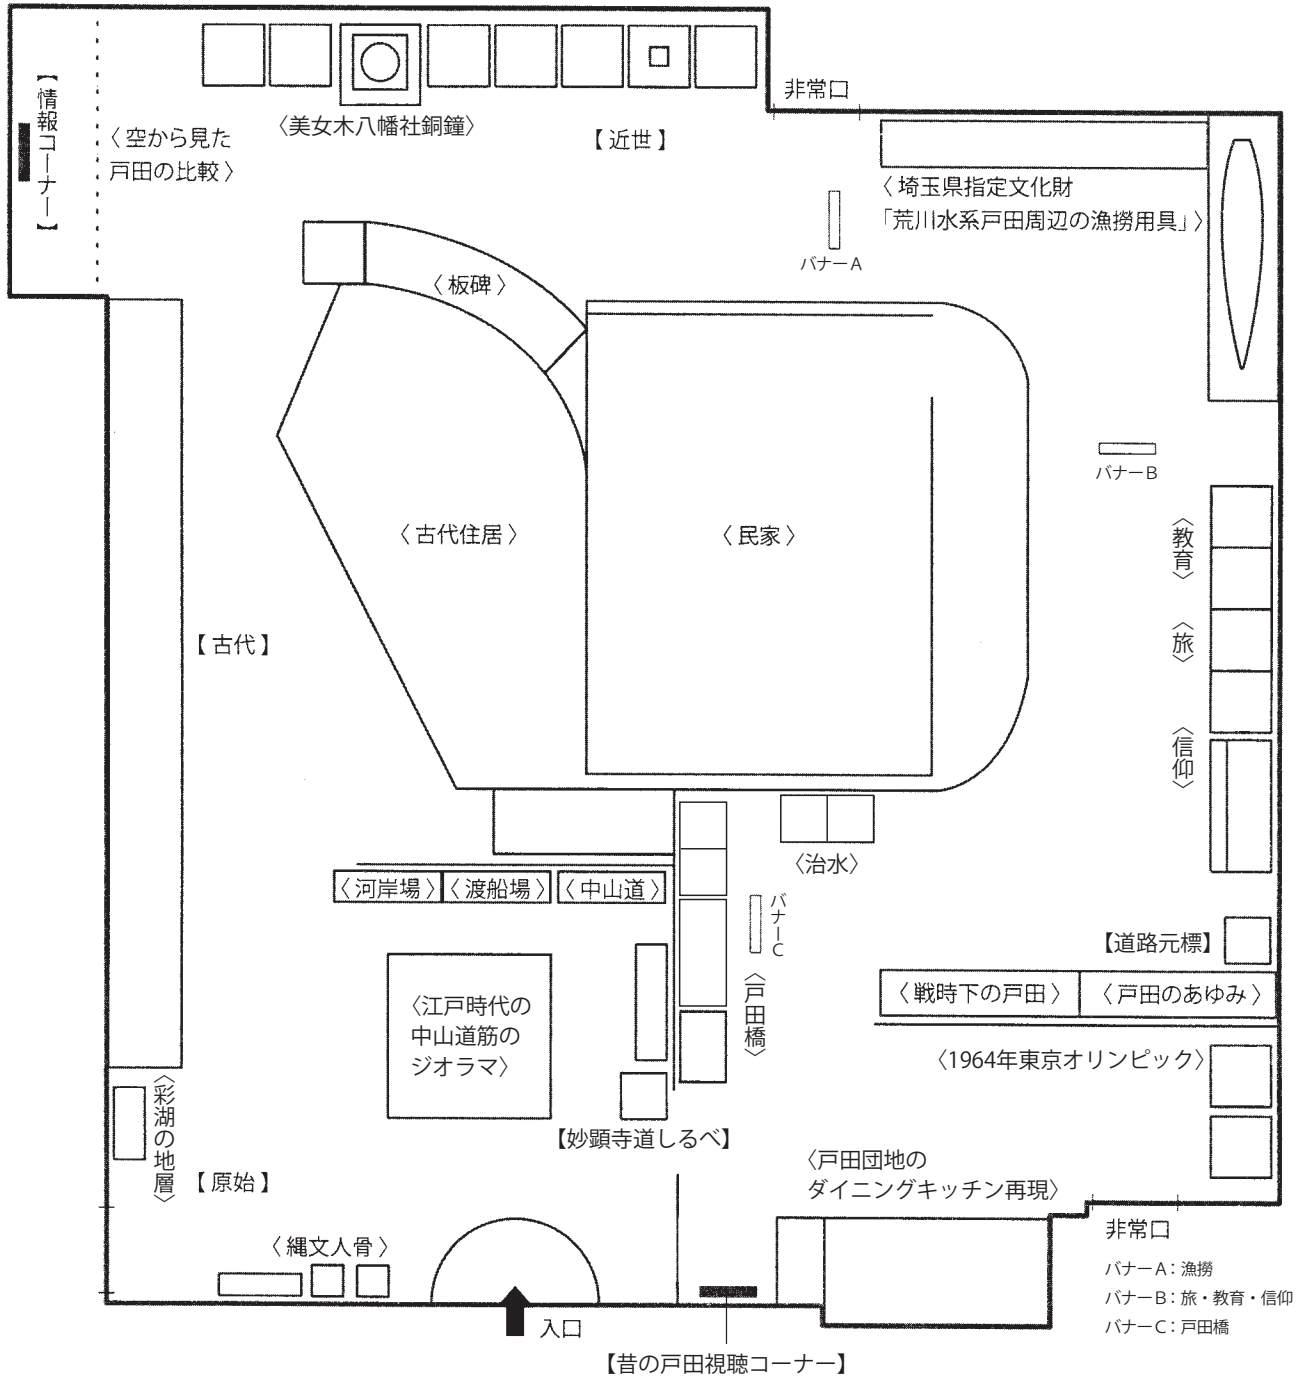 非常口
【情報コーナー】
〈空から見た
戸田の比較〉
〈美女木八幡社銅鐘〉
【近世】
〈埼玉県指定文化財
「荒川水系戸田周辺の漁撈用具」〉
バナーA
〈板碑〉
バナーB
〈古代住居〉
〈民家〉
〈教育〉
〈旅〉
〈信仰〉
【古代】
〈治水〉
〈河岸場〉
〈渡船場〉
〈中山道〉
バナーC
〈戸田橋〉
【道路元標】
〈戦時下の戸田〉
〈戸田のあゆみ〉
〈江戸時代の
中山道筋の
ジオラマ〉
〈1964年東京オリンピック〉
〈彩湖の地層〉
【妙顕寺道しるべ】
【原始】
〈戸田団地の
ダイニングキッチン再現〉
〈縄文人骨〉
非常口
入口
【昔の戸田視聴コーナー】
バナーA：漁撈
バナーB：旅・教育・信仰
バナーC：戸田橋